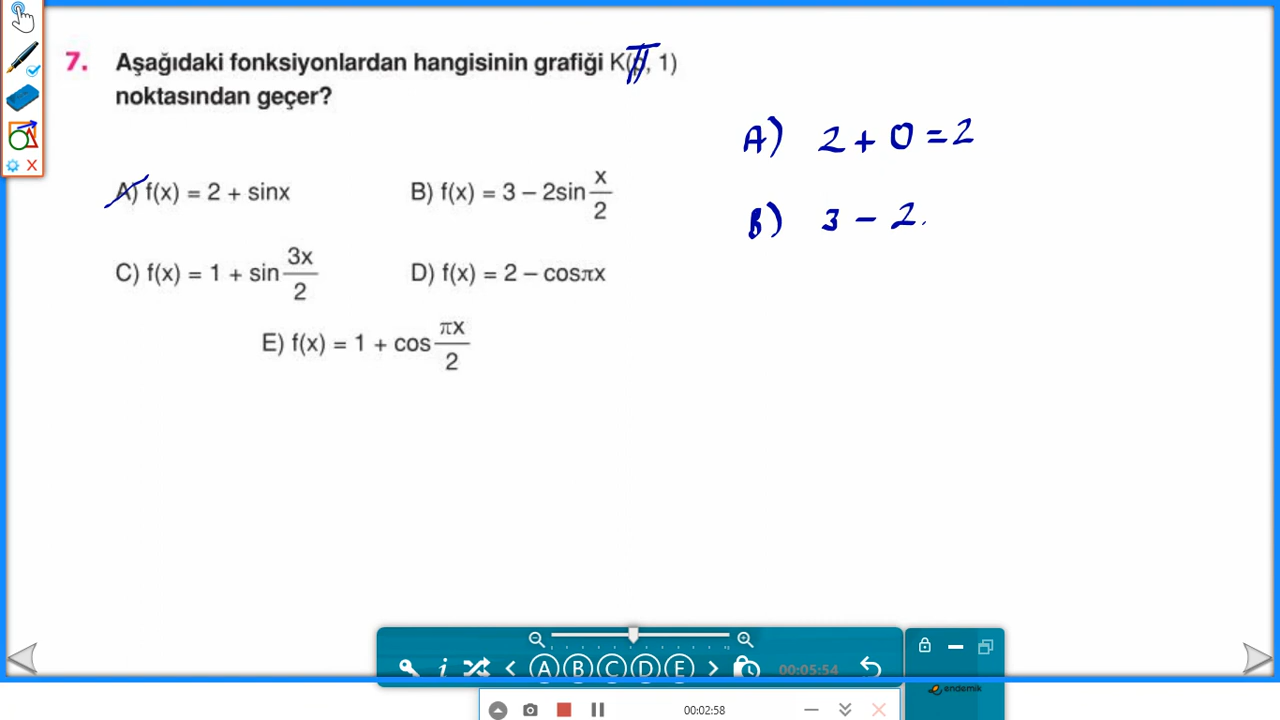 7. Aşağıdaki fonksiyonlardan hangisinin grafiği K(π, 1)
noktasından geçer?
A) f(x) = 2 + sinx
B) f(x) = 3 – 2sin x/2
C) f(x) = 1 + sin 3x/2
D) f(x) = 2 – cosπx
E) f(x) = 1 + cos πx/2
A) 2 + 0 = 2
B) 3 – 2.
A B C D E
00:05:54
endemik
00:02:58